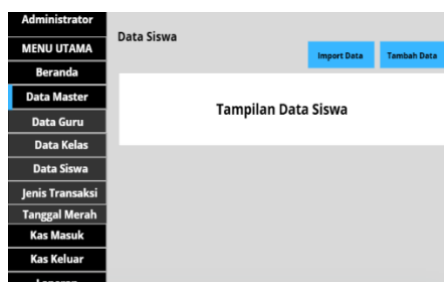 Administrator
MENU UTAMA
Beranda
Data Master
Data Guru
Data Kelas
Data Siswa
Jenis Transaksi
Tanggal Merah
Kas Masuk
Kas Keluar
Data Siswa
Import Data
Tambah Data
Tampilan Data Siswa